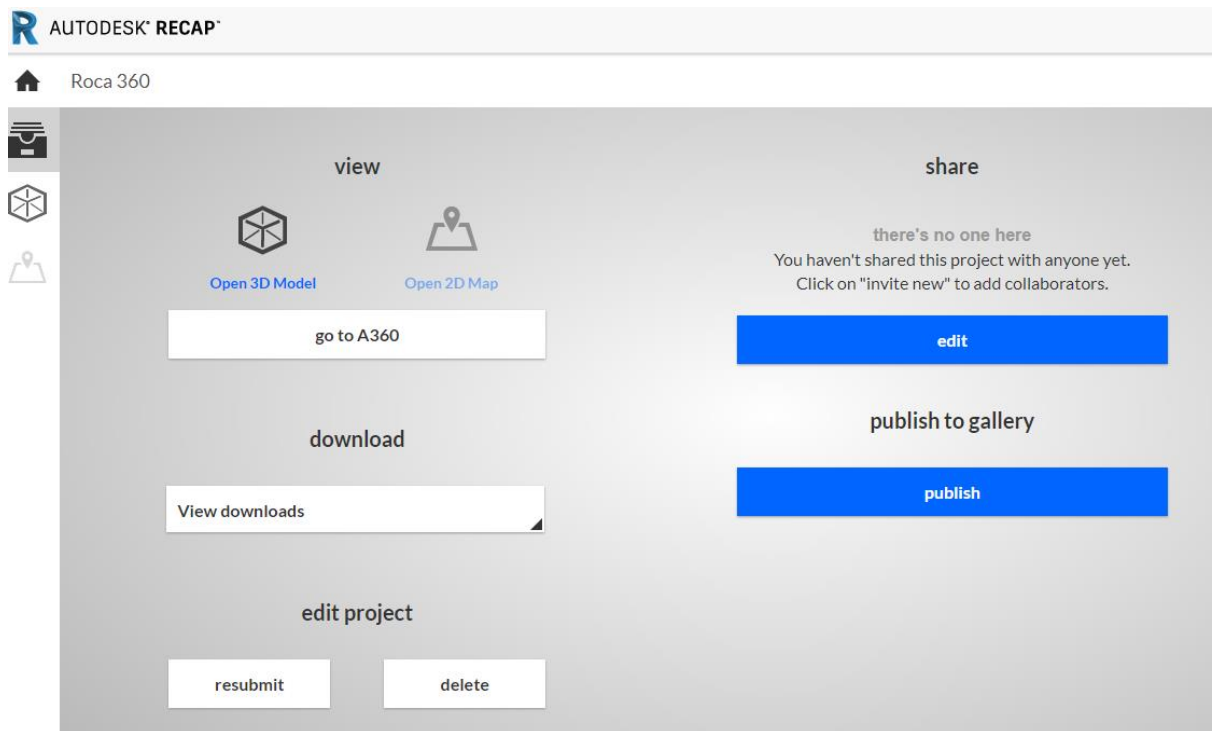 AUTODESK® RECAP™
Roca 360
view
Open 3D Model
Open 2D Map
go to A360
download
View downloads
edit project
resubmit
delete
share
there's no one here
You haven't shared this project with anyone yet.
Click on "invite new" to add collaborators.
edit
publish to gallery
publish